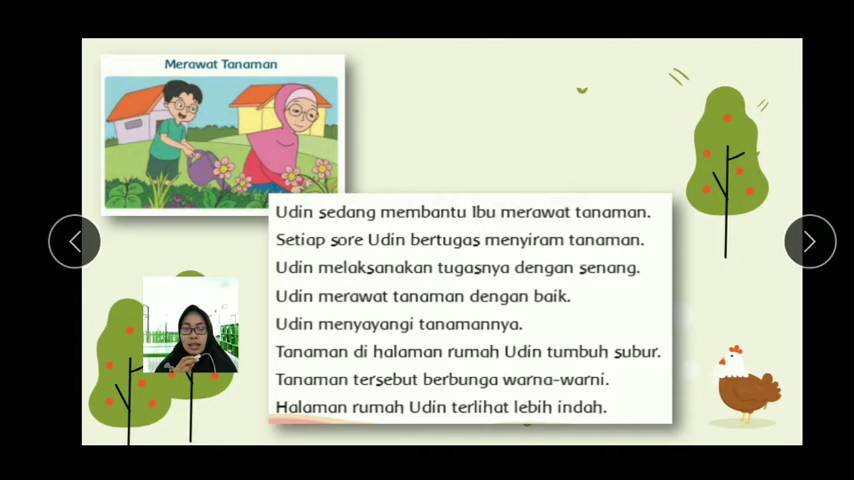 Merawat Tanaman
Udin sedang membantu Ibu merawat tanaman.
Setiap sore Udin bertugas menyiram tanaman.
Udin melaksanakan tugasnya dengan senang.
Udin merawat tanaman dengan baik.
Udin menyayangi tanamannya.
Tanaman di halaman rumah Udin tumbuh subur.
Tanaman tersebut berbunga warna-warni.
Halaman rumah Udin terlihat lebih indah.